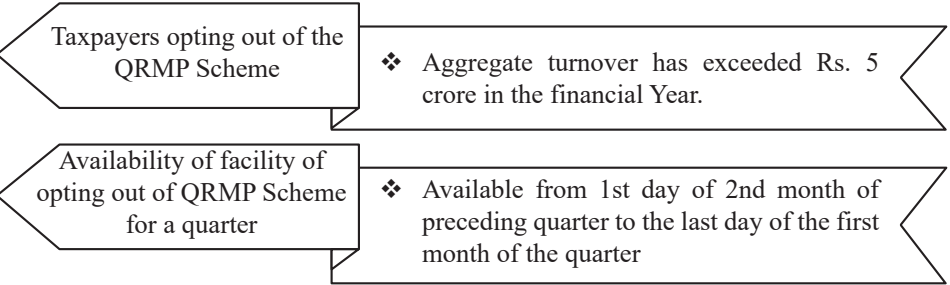 Taxpayers opting out of the
QRMP Scheme
❖ Aggregate turnover has exceeded Rs. 5
crore in the financial Year.
Availability of facility of
opting out of QRMP Scheme
for a quarter
❖ Available from 1st day of 2nd month of
preceding quarter to the last day of the first
month of the quarter